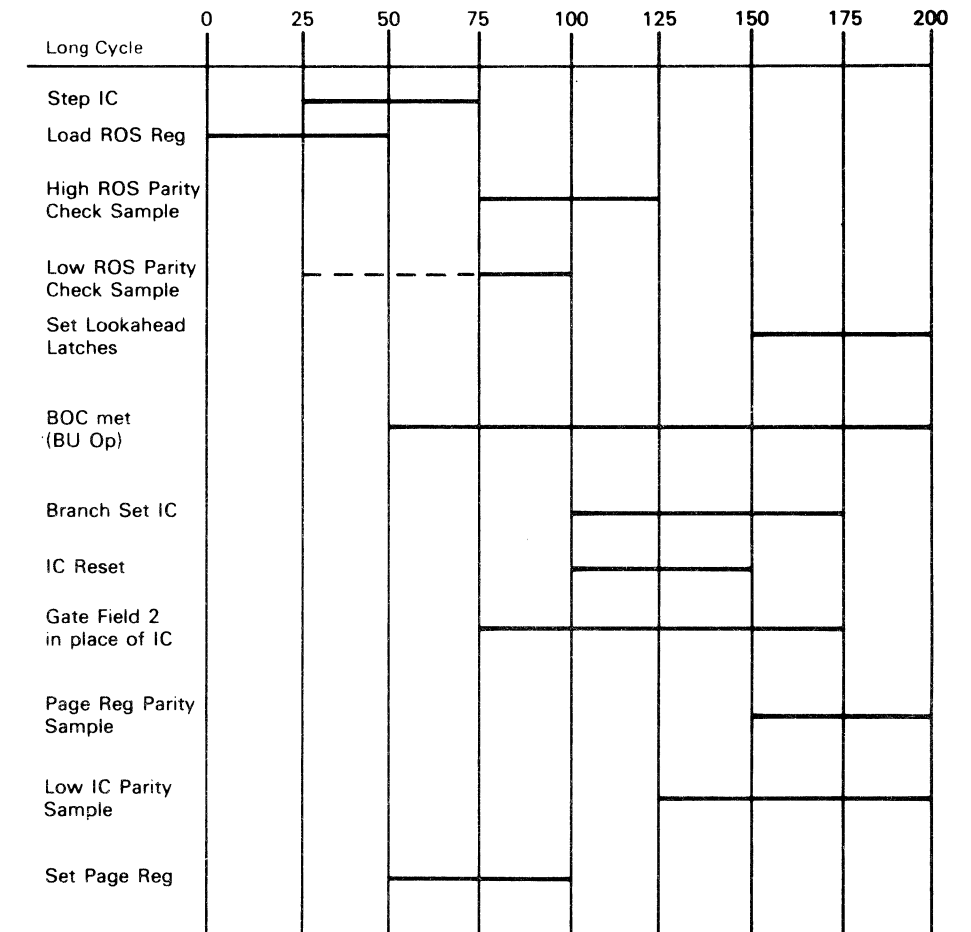 0 25 50 75 100 125 150 175 200
Long Cycle
Step IC
Load ROS Reg
High ROS Parity
Check Sample
Low ROS Parity
Check Sample
Set Lookahead
Latches
BOC met
(BU Op)
Branch Set IC
IC Reset
Gate Field 2
in place of IC
Page Reg Parity
Sample
Low IC Parity
Sample
Set Page Reg